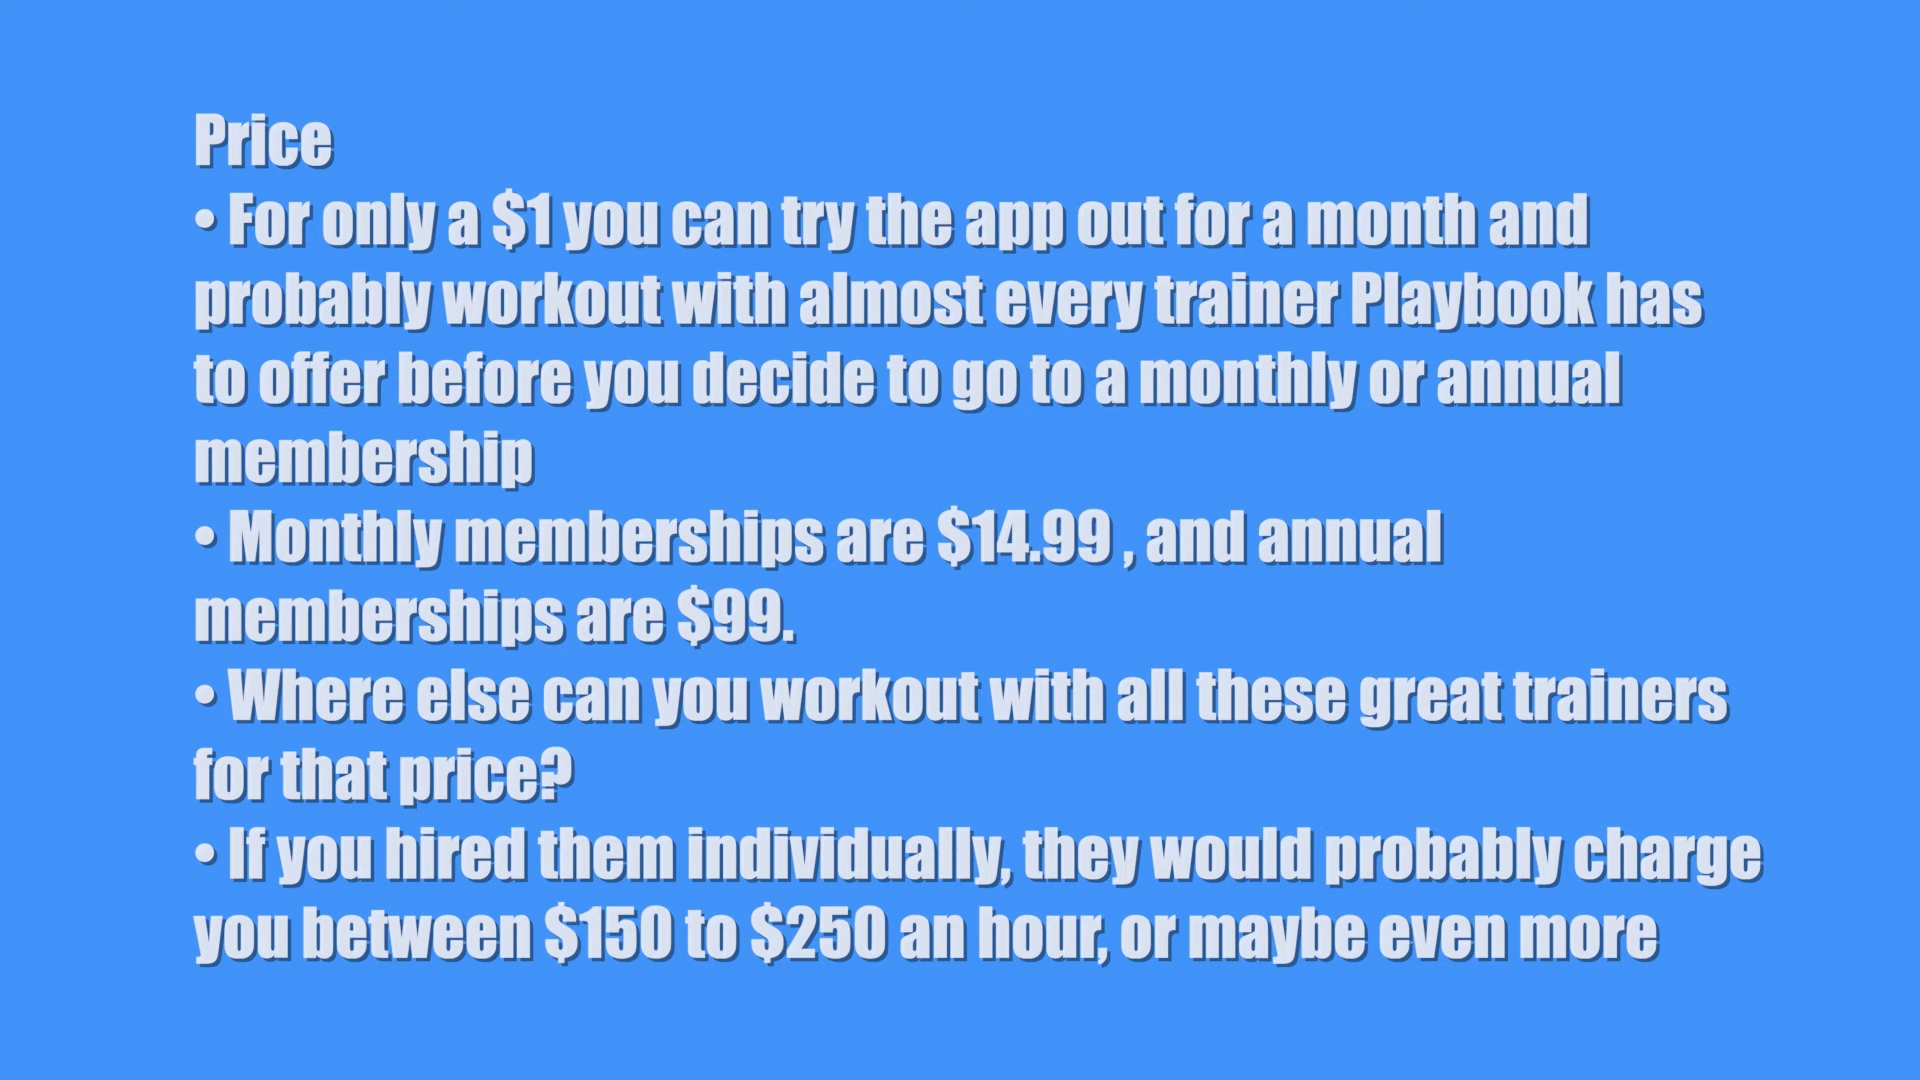 Price
• For only a $1 you can try the app out for a month and
probably workout with almost every trainer Playbook has
to offer before you decide to go to a monthly or annual
membership
• Monthly memberships are $14.99 , and annual
memberships are $99.
• Where else can you workout with all these great trainers
for that price?
• If you hired them individually, they would probably charge
you between $150 to $250 an hour, or maybe even more